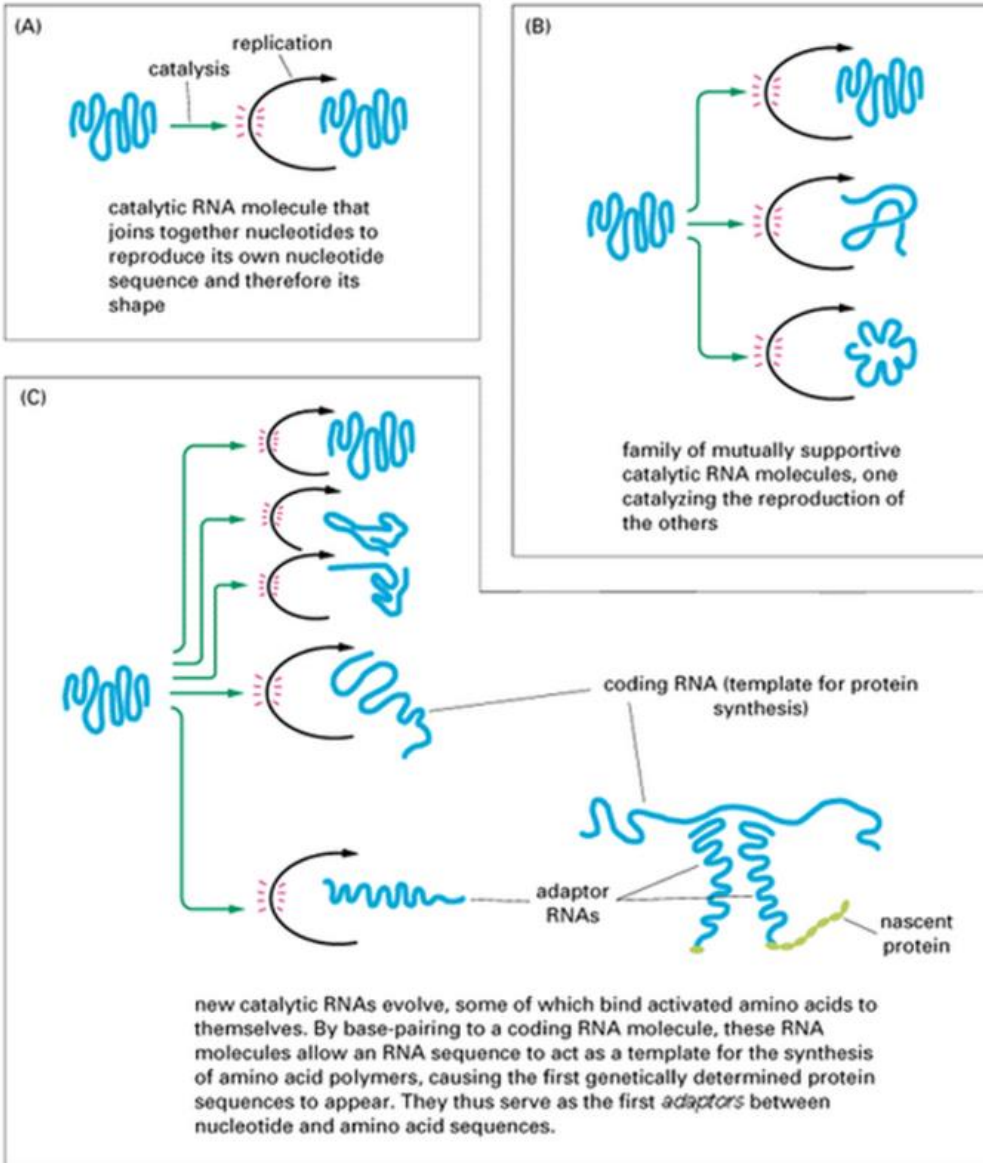 (A)
replication
catalysis
catalytic RNA molecule that
joins together nucleotides to
reproduce its own nucleotide
sequence and therefore its
shape
(B)
family of mutually supportive
catalytic RNA molecules, one
catalyzing the reproduction of
the others
(C)
coding RNA (template for protein
synthesis)
adaptor
RNAs
nascent
protein
new catalytic RNAs evolve, some of which bind activated amino acids to
themselves. By base-pairing to a coding RNA molecule, these RNA
molecules allow an RNA sequence to act as a template for the synthesis
of amino acid polymers, causing the first genetically determined protein
sequences to appear. They thus serve as the first adaptors between
nucleotide and amino acid sequences.